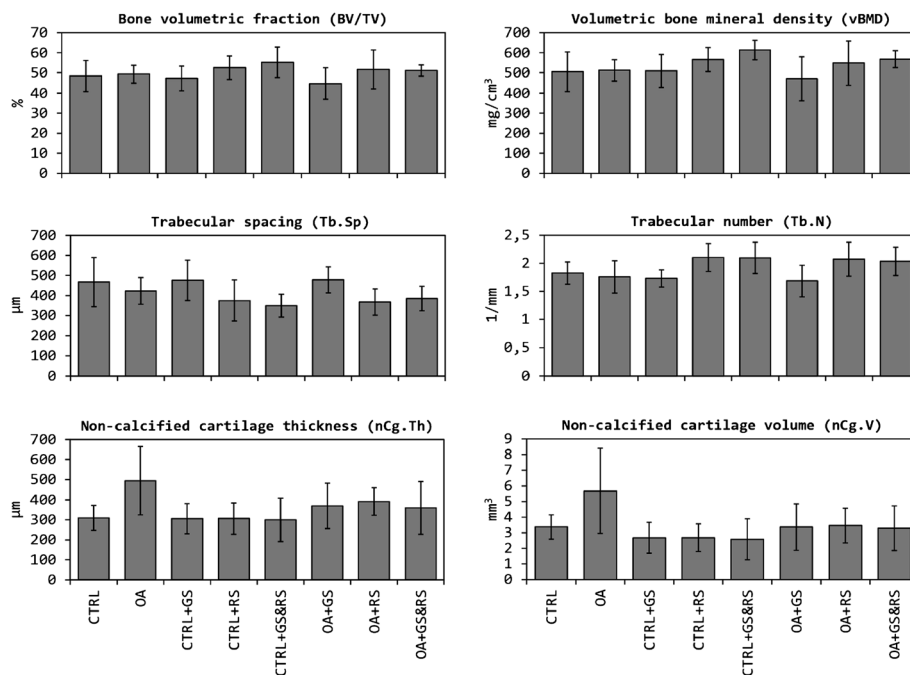 Bone volumetric fraction (BV/TV)
60
50
40
30
20
10
0
%
Volumetric bone mineral density (vBMD)
700
600
500
400
300
200
100
0
mg/cm³
Trabecular spacing (Tb.Sp)
700
600
500
400
300
200
100
0
µm
Trabecular number (Tb.N)
2,5
2
1,5
1
0,5
0
1/mm
Non-calcified cartilage thickness (nCg.Th)
700
600
500
400
300
200
100
0
µm
CTRL
OA
CTRL+GS
CTRL+RS
CTRL+GS&RS
OA+GS
OA+RS
OA+GS&RS
Non-calcified cartilage volume (nCg.V)
9
8
7
6
5
4
3
2
1
0
mm³
CTRL
OA
CTRL+GS
CTRL+RS
CTRL+GS&RS
OA+GS
OA+RS
OA+GS&RS